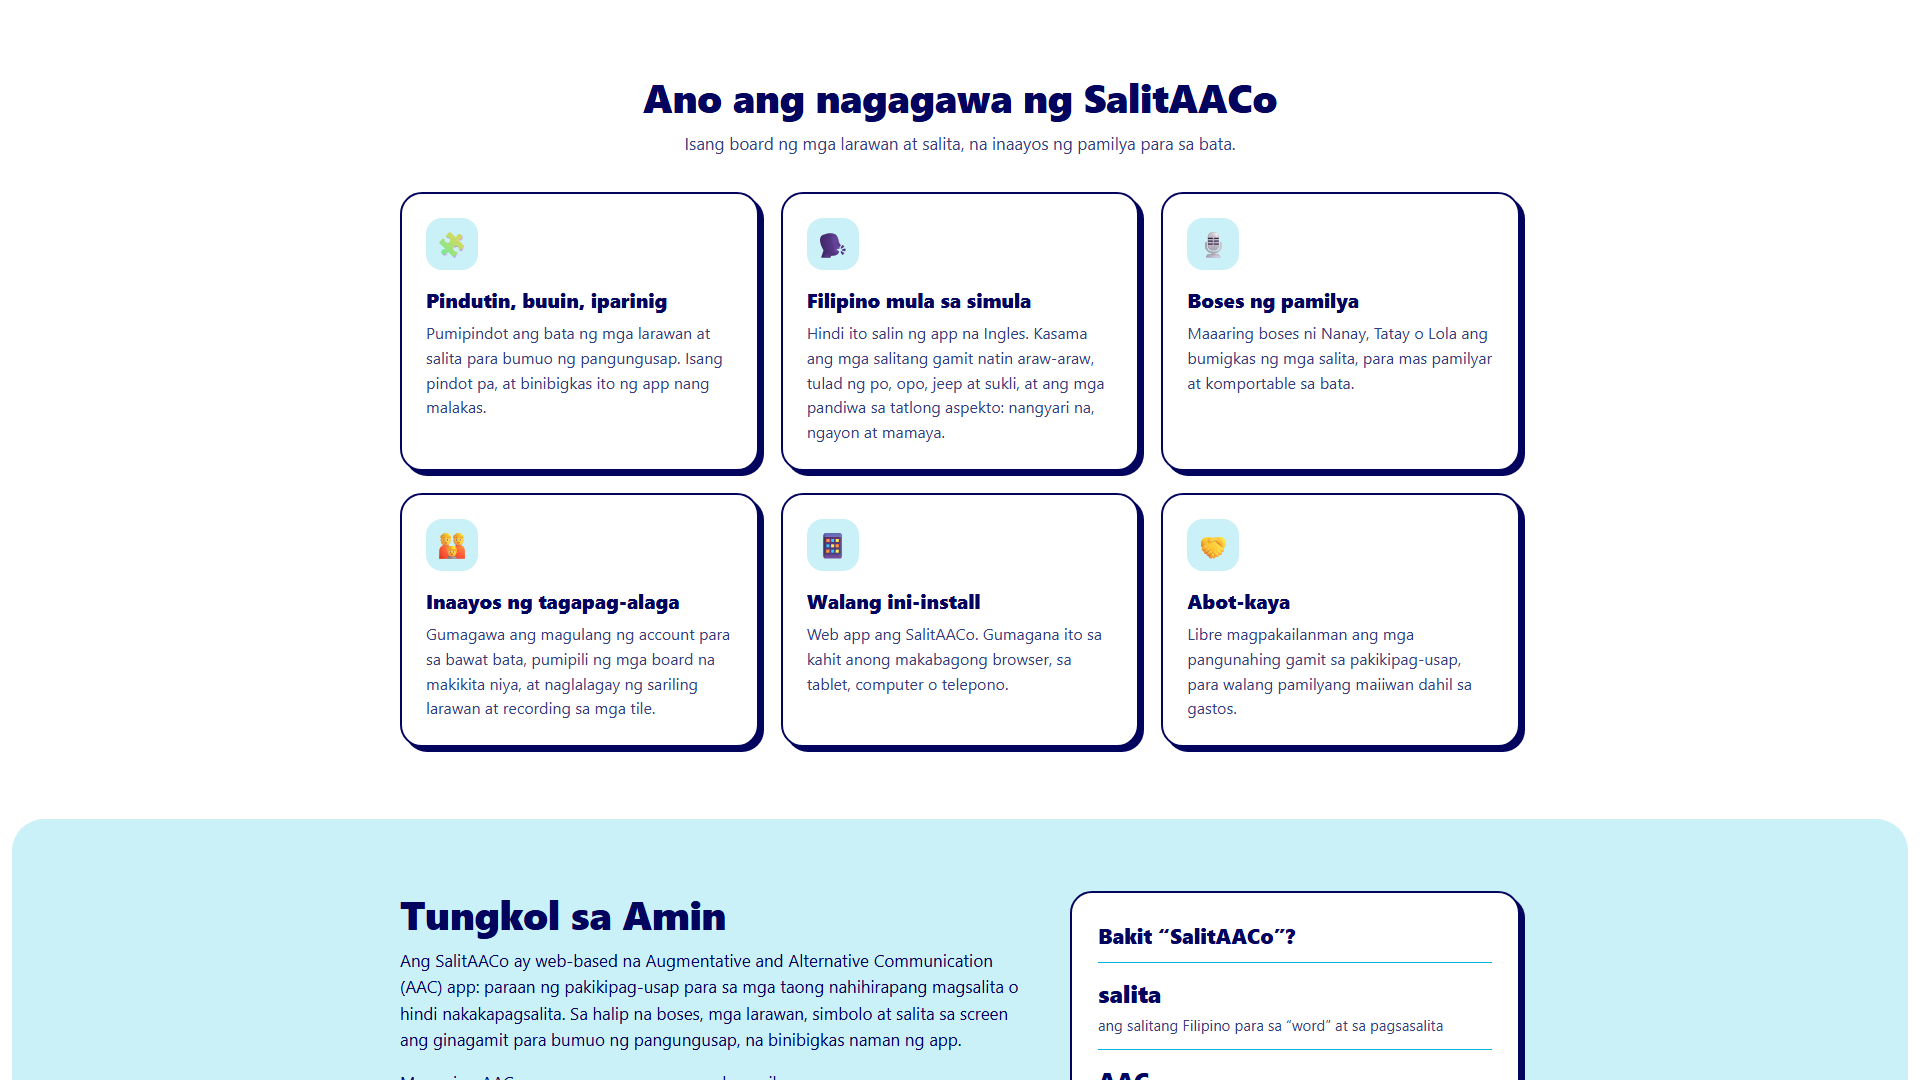 Ano ang nagagawa ng SalitAACo
Isang board ng mga larawan at salita, na inaayos ng pamilya para sa bata.
Pindutin, buuin, iparinig
Pumipindot ang bata ng mga larawan at
salita para bumuo ng pangungusap. Isang
pindot pa, at binibigkas ito ng app nang
malakas.
Filipino mula sa simula
Hindi ito salin ng app na Ingles. Kasama
ang mga salitang gamit natin araw-araw,
tulad ng po, opo, jeep at sukli, at ang mga
pandiwa sa tatlong aspekto: nangyari na,
ngayon at mamaya.
Boses ng pamilya
Maaaring boses ni Nanay, Tatay o Lola ang
bumigkas ng mga salita, para mas pamilyar
at komportable sa bata.
Inaayos ng tagapag-alaga
Gumagawa ang magulang ng account para
sa bawat bata, pumipili ng mga board na
makikita niya, at naglalagay ng sariling
larawan at recording sa mga tile.
Walang ini-install
Web app ang SalitAACo. Gumagana ito sa
kahit anong makabagong browser, sa
tablet, computer o telepono.
Abot-kaya
Libre magpakailanman ang mga
pangunahing gamit sa pakikipag-usap,
para walang pamilyang maiiwan dahil sa
gastos.
Tungkol sa Amin
Ang SalitAACo ay web-based na Augmentative and Alternative Communication
(AAC) app: paraan ng pakikipag-usap para sa mga taong nahihirapang magsalita o
hindi nakakapagsalita. Sa halip na boses, mga larawan, simbolo at salita sa screen
ang ginagamit para bumuo ng pangungusap, na binibigkas naman ng app.
Bakit “SalitAACo”?
salita
ang salitang Filipino para sa “word” at sa pagsasalita
AAC